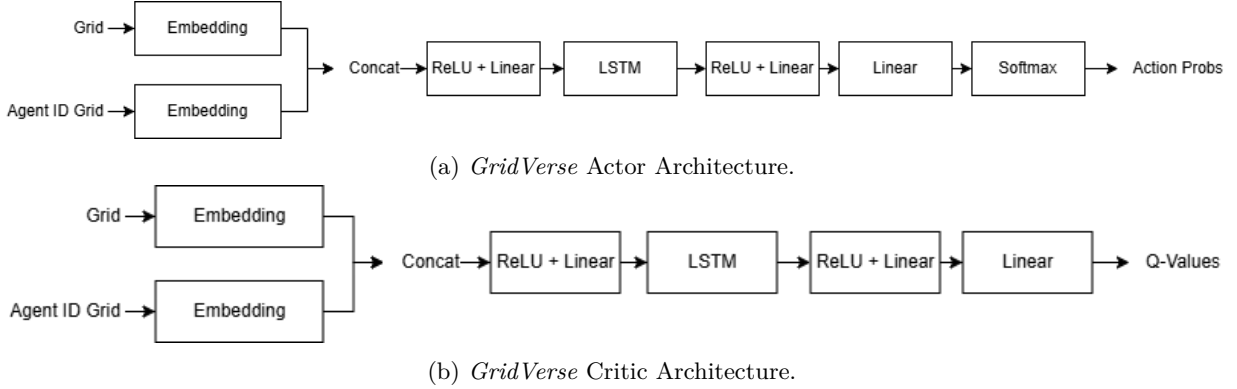 Grid
Embedding
Agent ID Grid
Embedding
Concat
ReLU + Linear
LSTM
ReLU + Linear
Linear
Softmax
Action Probs
(a) GridVerse Actor Architecture.
Grid
Embedding
Agent ID Grid
Embedding
Concat
ReLU + Linear
LSTM
ReLU + Linear
Linear
Q-Values
(b) GridVerse Critic Architecture.